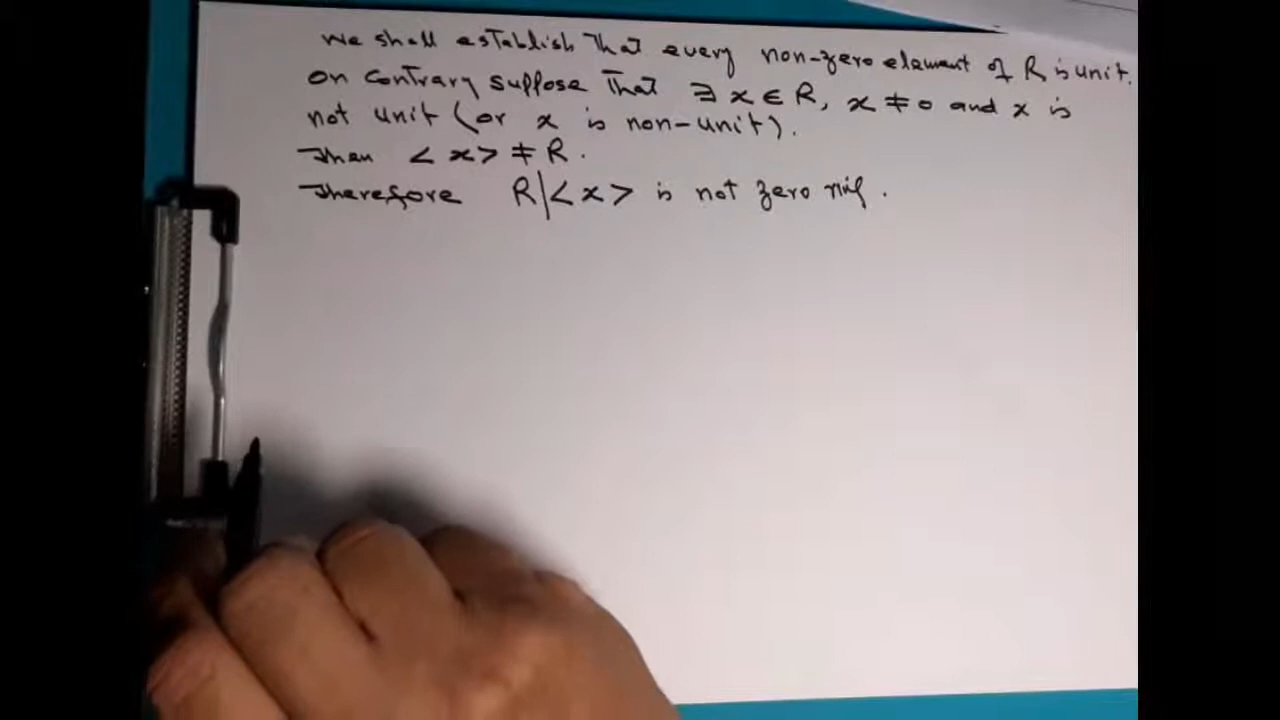 We shall establish that every non-zero element of R is unit.
On contrary suppose that ∃ x ∈ R, x ≠ 0 and x is
not unit (or x is non-unit).
Then <x> ≠ R.
Therefore R|<x> is not zero ring.